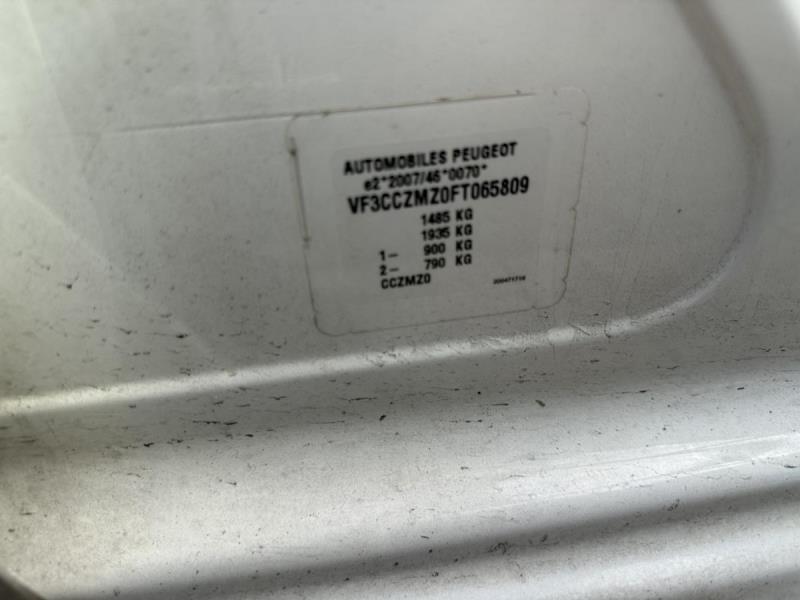 AUTOMOBILES PEUGEOT
e2*2007/46*0070*
VF3CCZMZ0FT065809
1485 KG
1935 KG
1– 900 KG
2– 790 KG
CCZMZ0